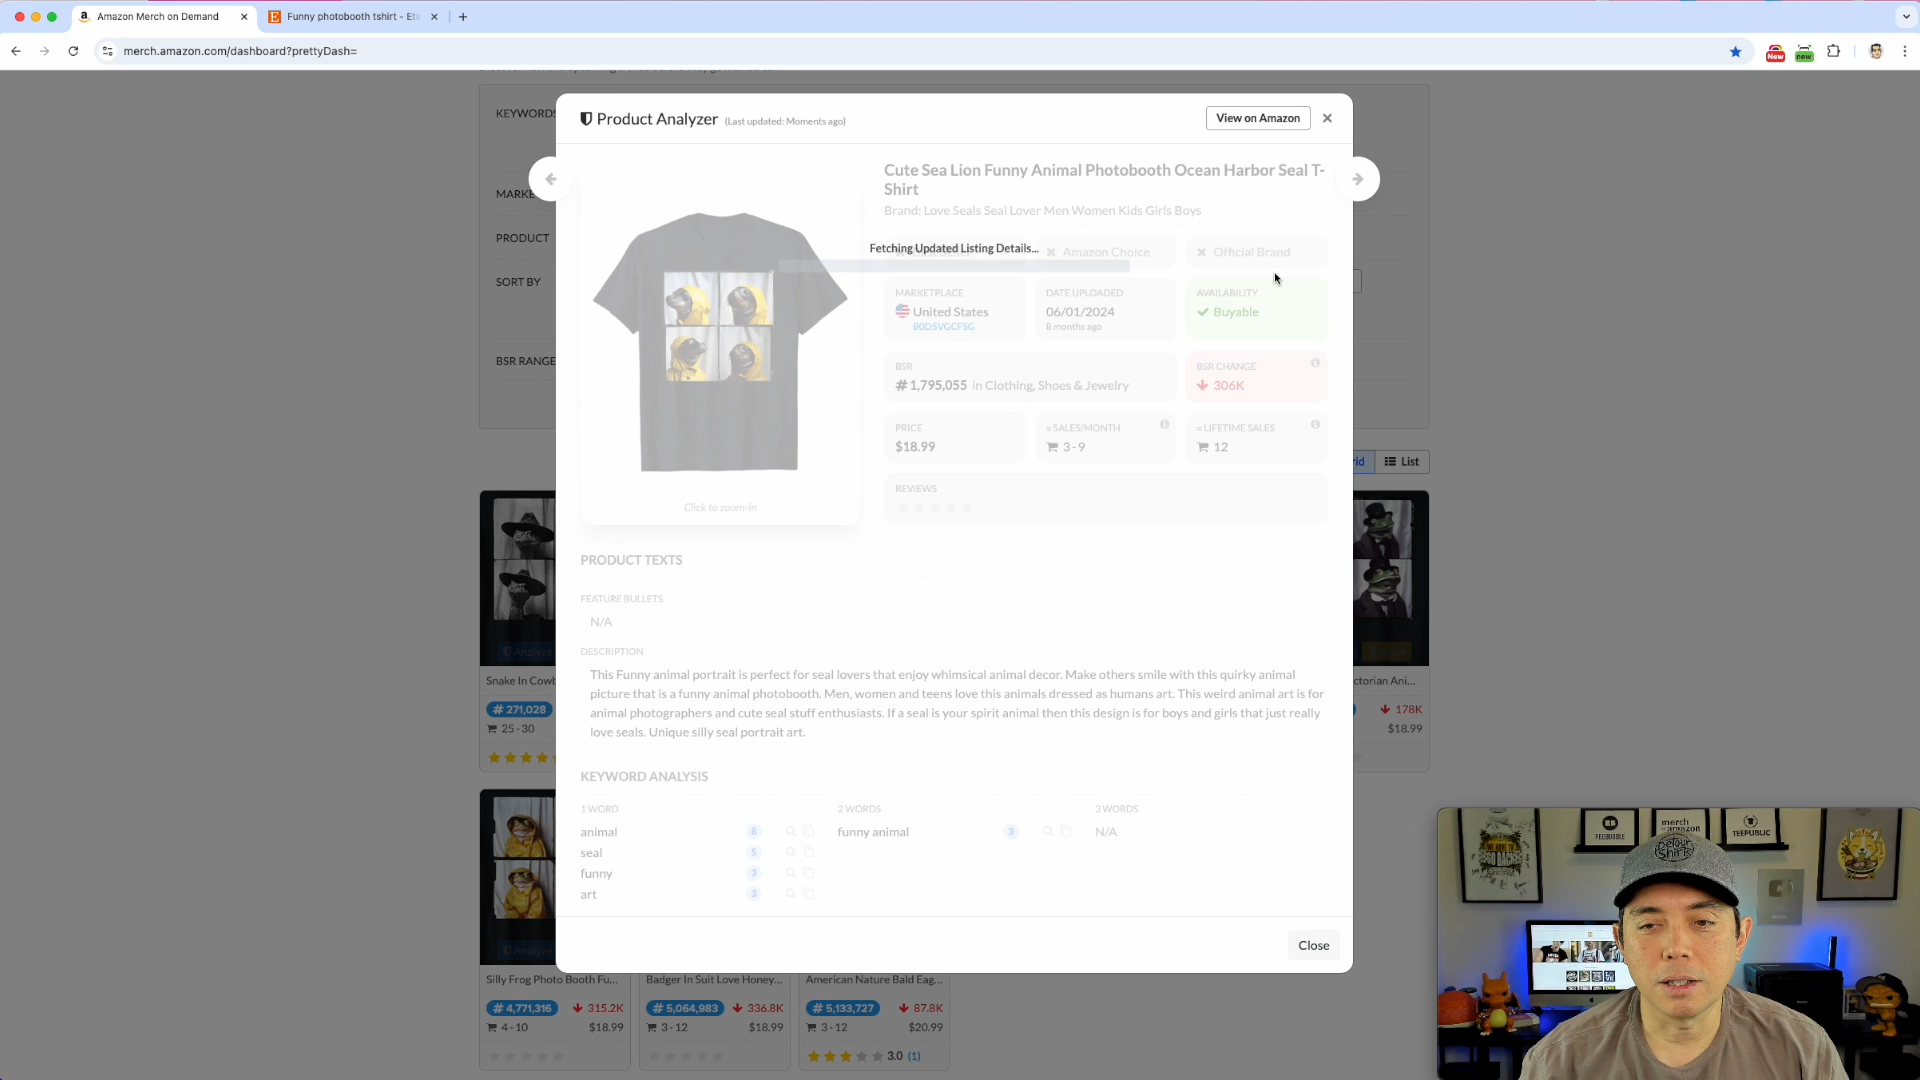 Amazon Merch on Demand
Funny photobooth tshirt - Ets
merch.amazon.com/dashboard?prettyDash=
New
new
KEYWORDS
MARKE
PRODUCT
SORT BY
BSR RANGE
Product Analyzer (Last updated: Moments ago)
View on Amazon
Cute Sea Lion Funny Animal Photobooth Ocean Harbor Seal T-
Shirt
Brand: Love Seals Seal Lover Men Women Kids Girls Boys
Fetching Updated Listing Details...
Amazon Choice
Official Brand
MARKETPLACE
United States
B0D5VGCFSG
DATE UPLOADED
06/01/2024
8 months ago
AVAILABILITY
Buyable
BSR
#1,795,055 in Clothing, Shoes & Jewelry
BSR CHANGE
306K
PRICE
$18.99
≈ SALES/MONTH
3 - 9
≈ LIFETIME SALES
12
REVIEWS
Click to zoom-in
PRODUCT TEXTS
FEATURE BULLETS
N/A
DESCRIPTION
This Funny animal portrait is perfect for seal lovers that enjoy whimsical animal decor. Make others smile with this quirky animal
picture that is a funny animal photobooth. Men, women and teens love this animals dressed as humans art. This weird animal art is for
animal photographers and cute seal stuff enthusiasts. If a seal is your spirit animal then this design is for boys and girls that just really
love seals. Unique silly seal portrait art.
KEYWORD ANALYSIS
1 WORD
animal 8
seal 5
funny 3
art 3
2 WORDS
funny animal 3
3 WORDS
N/A
Close
rid
List
Analyze
Snake In Cowb
#271,028
25 - 30
ctorian Ani...
178K
$18.99
Analyze
Silly Frog Photo Booth Fu...
#4,771,316 315.2K
4 - 10 $18.99
Badger In Suit Love Honey...
#5,064,983 336.8K
3 - 12 $18.99
American Nature Bald Eag...
#5,133,727 87.8K
3 - 12 $20.99
3.0 (1)
merch
amazon
TEEPUBLIC
DETOUR
SHIRTS